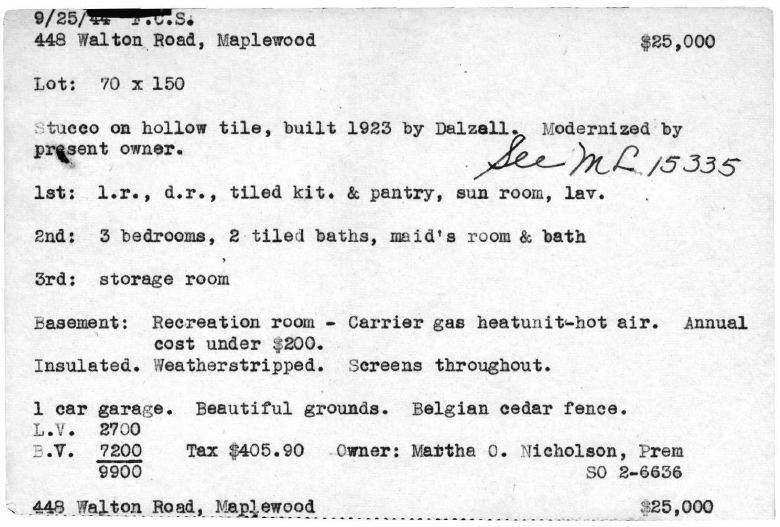 9/25/44 F.C.S.
448 Walton Road, Maplewood $25,000
Lot: 70 x 150
Stucco on hollow tile, built 1923 by Dalzell. Modernized by
present owner.
See ML 15335
1st: l.r., d.r., tiled kit. & pantry, sun room, lav.
2nd: 3 bedrooms, 2 tiled baths, maid's room & bath
3rd: storage room
Basement: Recreation room - Carrier gas heatunit-hot air. Annual
cost under $200.
Insulated. Weatherstripped. Screens throughout.
1 car garage. Beautiful grounds. Belgian cedar fence.
L.V. 2700
B.V. 7200 Tax $405.90 Owner: Martha O. Nicholson, Prem
9900 SO 2-6636
448 Walton Road, Maplewood $25,000